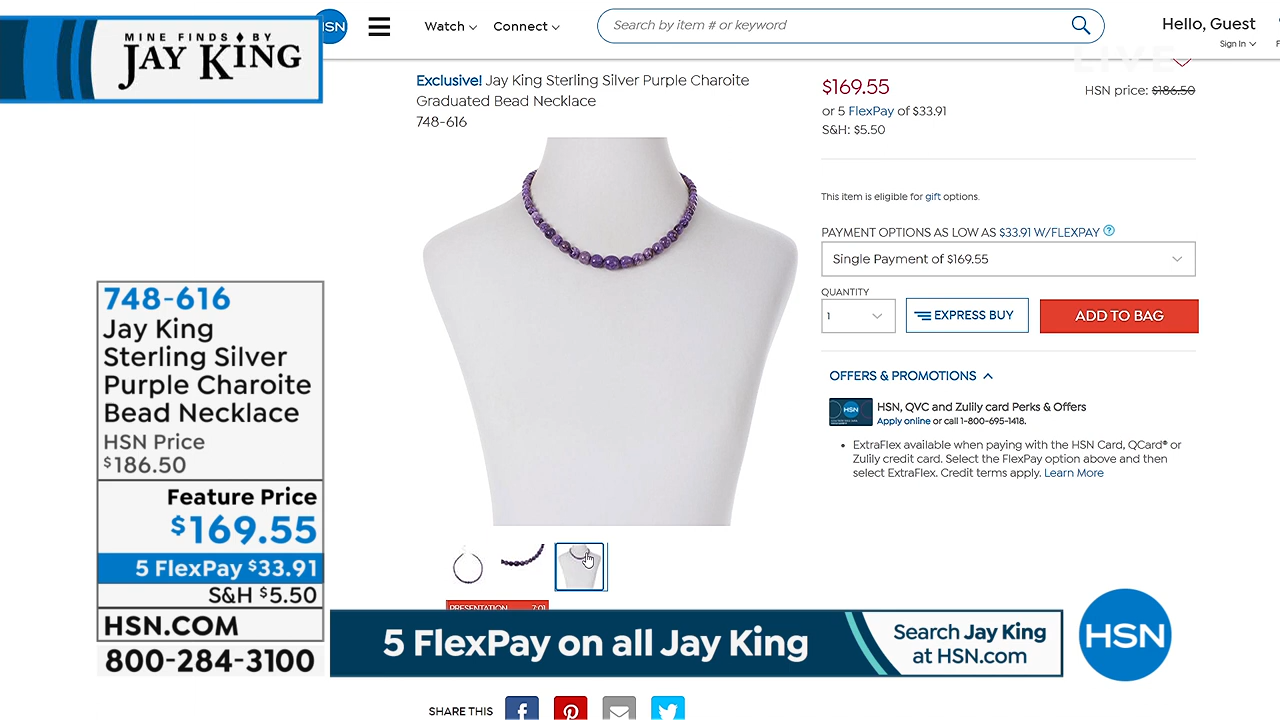 MINE FINDS BY
JAY KING
HSN
Watch
Connect
Search by item # or keyword
Hello, Guest
Sign In
LIVE
Exclusive! Jay King Sterling Silver Purple Charoite
Graduated Bead Necklace
748-616
$169.55
HSN price: $186.50
or 5 FlexPay of $33.91
S&H: $5.50
This item is eligible for gift options.
PAYMENT OPTIONS AS LOW AS $33.91 W/FLEXPAY ?
Single Payment of $169.55
QUANTITY
1
EXPRESS BUY
ADD TO BAG
OFFERS & PROMOTIONS
HSN
HSN, QVC and Zulily card Perks & Offers
Apply online or call 1-800-695-1418.
• ExtraFlex available when paying with the HSN Card, QCard® or
Zulily credit card. Select the FlexPay option above and then
select ExtraFlex. Credit terms apply. Learn More
748-616
Jay King
Sterling Silver
Purple Charoite
Bead Necklace
HSN Price
$186.50
Feature Price
$169.55
5 FlexPay $33.91
S&H $5.50
HSN.COM
800-284-3100
PRESENTATION 7:01
5 FlexPay on all Jay King
Search Jay King
at HSN.com
HSN
SHARE THIS